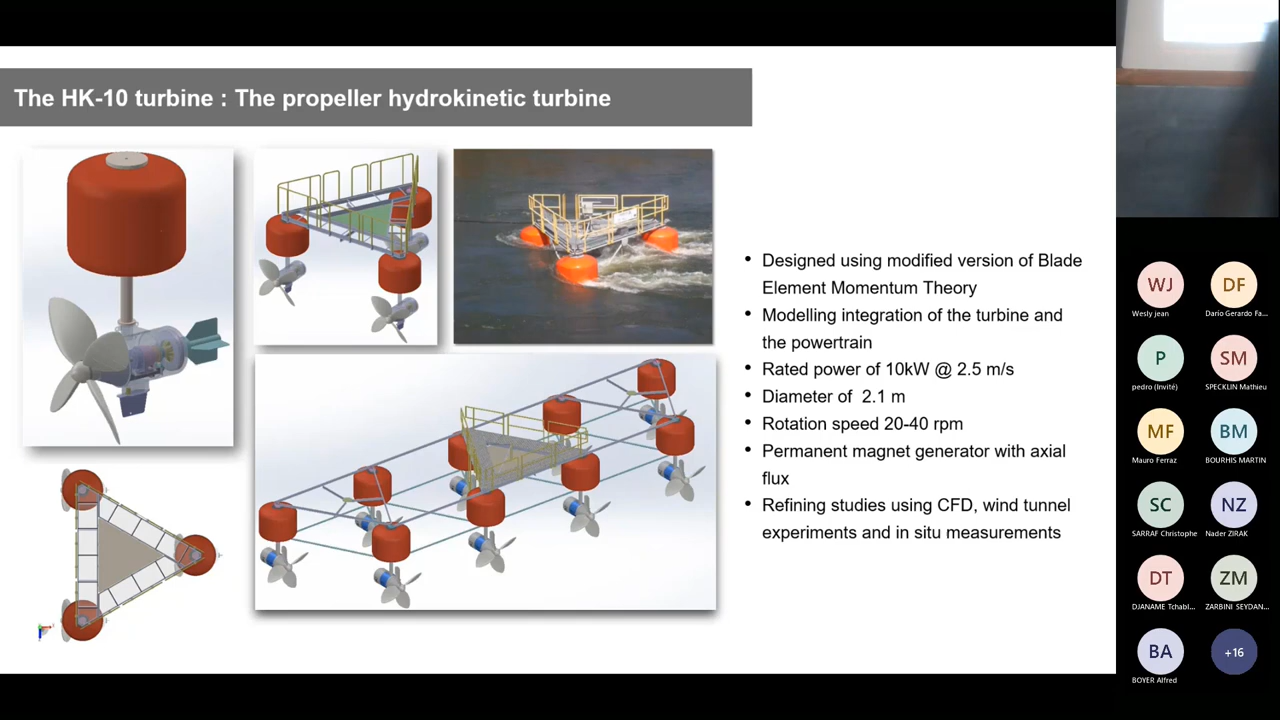 The HK-10 turbine : The propeller hydrokinetic turbine
• Designed using modified version of Blade
Element Momentum Theory
• Modelling integration of the turbine and
the powertrain
• Rated power of 10kW @ 2.5 m/s
• Diameter of 2.1 m
• Rotation speed 20-40 rpm
• Permanent magnet generator with axial
flux
• Refining studies using CFD, wind tunnel
experiments and in situ measurements
WJ
DF
Wesly jean
Darío Gerardo Fa...
P
SM
pedro (Invité)
SPECKLIN Mathieu
MF
BM
Mauro Ferraz
BOURHIS MARTIN
SC
NZ
SARRAF Christophe
Nader ZIRAK
DT
ZM
DJANAME Tchabl...
ZARBINI SEYDAN...
BA
+16
BOYER Alfred